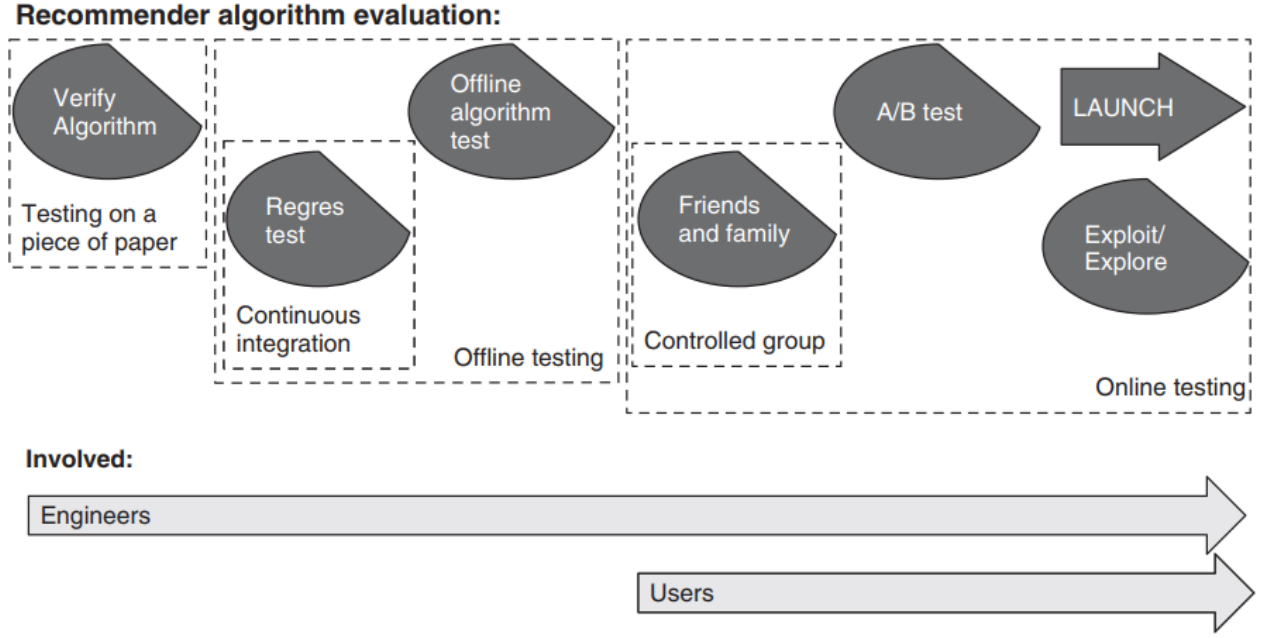 Recommender algorithm evaluation:
Verify
Algorithm
Testing on a
piece of paper
Regres
test
Continuous
integration
Offline
algorithm
test
Offline testing
Friends
and family
Controlled group
A/B test
LAUNCH
Exploit/
Explore
Online testing
Involved:
Engineers
Users